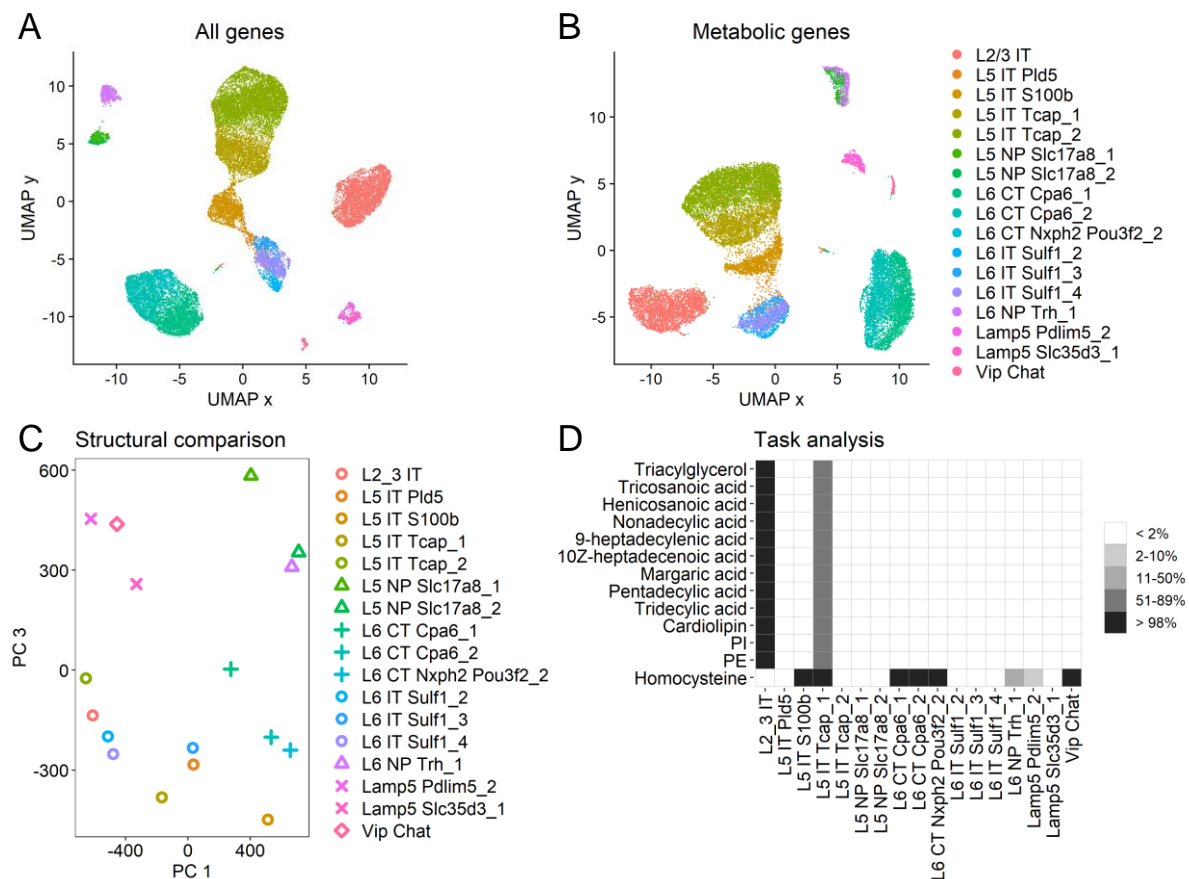 A
All genes
UMAP y
10
5
0
-5
-10
-10
-5
0
5
10
UMAP x
B
Metabolic genes
UMAP y
10
5
0
-5
-10
-5
0
5
10
UMAP x
L2/3 IT
L5 IT Pld5
L5 IT S100b
L5 IT Tcap_1
L5 IT Tcap_2
L5 NP Slc17a8_1
L5 NP Slc17a8_2
L6 CT Cpa6_1
L6 CT Cpa6_2
L6 CT Nxph2 Pou3f2_2
L6 IT Sulf1_2
L6 IT Sulf1_3
L6 IT Sulf1_4
L6 NP Trh_1
Lamp5 Pdlim5_2
Lamp5 Slc35d3_1
Vip Chat
C
Structural comparison
PC 3
600
300
0
-300
-400
0
400
PC 1
L2_3 IT
L5 IT Pld5
L5 IT S100b
L5 IT Tcap_1
L5 IT Tcap_2
L5 NP Slc17a8_1
L5 NP Slc17a8_2
L6 CT Cpa6_1
L6 CT Cpa6_2
L6 CT Nxph2 Pou3f2_2
L6 IT Sulf1_2
L6 IT Sulf1_3
L6 IT Sulf1_4
L6 NP Trh_1
Lamp5 Pdlim5_2
Lamp5 Slc35d3_1
Vip Chat
D
Task analysis
Triacylglycerol
Tricosanoic acid
Henicosanoic acid
Nonadecylic acid
9-heptadecylenic acid
10Z-heptadecenoic acid
Margaric acid
Pentadecylic acid
Tridecylic acid
Cardiolipin
PI
PE
Homocysteine
L2_3 IT
L5 IT Pld5
L5 IT S100b
L5 IT Tcap_1
L5 IT Tcap_2
L5 NP Slc17a8_1
L5 NP Slc17a8_2
L6 CT Cpa6_1
L6 CT Cpa6_2
L6 CT Nxph2 Pou3f2_2
L6 IT Sulf1_2
L6 IT Sulf1_3
L6 IT Sulf1_4
L6 NP Trh_1
Lamp5 Pdlim5_2
Lamp5 Slc35d3_1
Vip Chat
< 2%
2-10%
11-50%
51-89%
> 98%